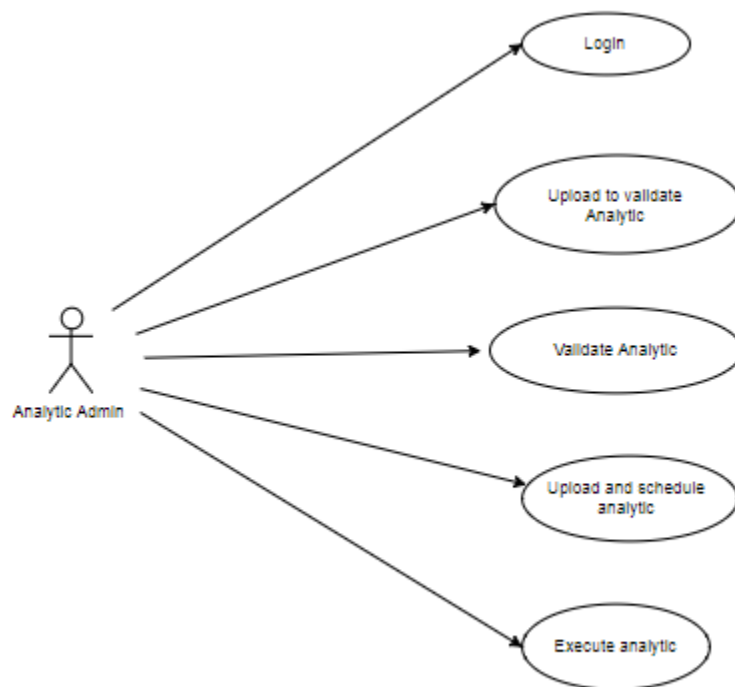 Login
Upload to validate
Analytic
Validate Analytic
Analytic Admin
Upload and schedule
analytic
Execute analytic